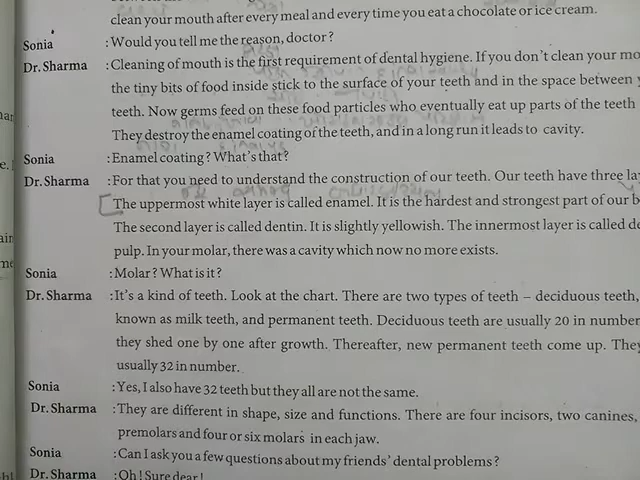 clean your mouth after every meal and every time you eat a chocolate or ice cream.
Sonia : Would you tell me the reason, doctor?
Dr. Sharma : Cleaning of mouth is the first requirement of dental hygiene. If you don't clean your
the tiny bits of food inside stick to the surface of your teeth and in the space between
teeth. Now germs feed on these food particles who eventually eat up parts of the teeth
They destroy the enamel coating of the teeth, and in a long run it leads to cavity.
Sonia : Enamel coating? What's that?
Dr. Sharma : For that you need to understand the construction of our teeth. Our teeth have three
The uppermost white layer is called enamel. It is the hardest and strongest part of our
The second layer is called dentin. It is slightly yellowish. The innermost layer is called
pulp. In your molar, there was a cavity which now no more exists.
Sonia : Molar? What is it?
Dr. Sharma : It's a kind of teeth. Look at the chart. There are two types of teeth – deciduous teeth,
known as milk teeth, and permanent teeth. Deciduous teeth are usually 20 in number
they shed one by one after growth. Thereafter, new permanent teeth come up. They
usually 32 in number.
Sonia : Yes, I also have 32 teeth but they all are not the same.
Dr. Sharma : They are different in shape, size and functions. There are four incisors, two canines,
premolars and four or six molars in each jaw.
Sonia : Can I ask you a few questions about my friends' dental problems?
Dr. Sharma : Oh! Sure dear!